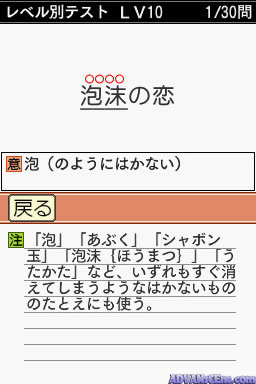 レベル別テスト LV10 1/30問
○○○○
泡沫の恋
意 泡(のようにはかない)
戻る
注 「泡」「あぶく」「シャボン
玉」「泡沫{ほうまつ}」「う
たかた」など、いずれもすぐ消
えてしまうようなはかないもの
のたとえにも使う。
ADVAN-CEru.com